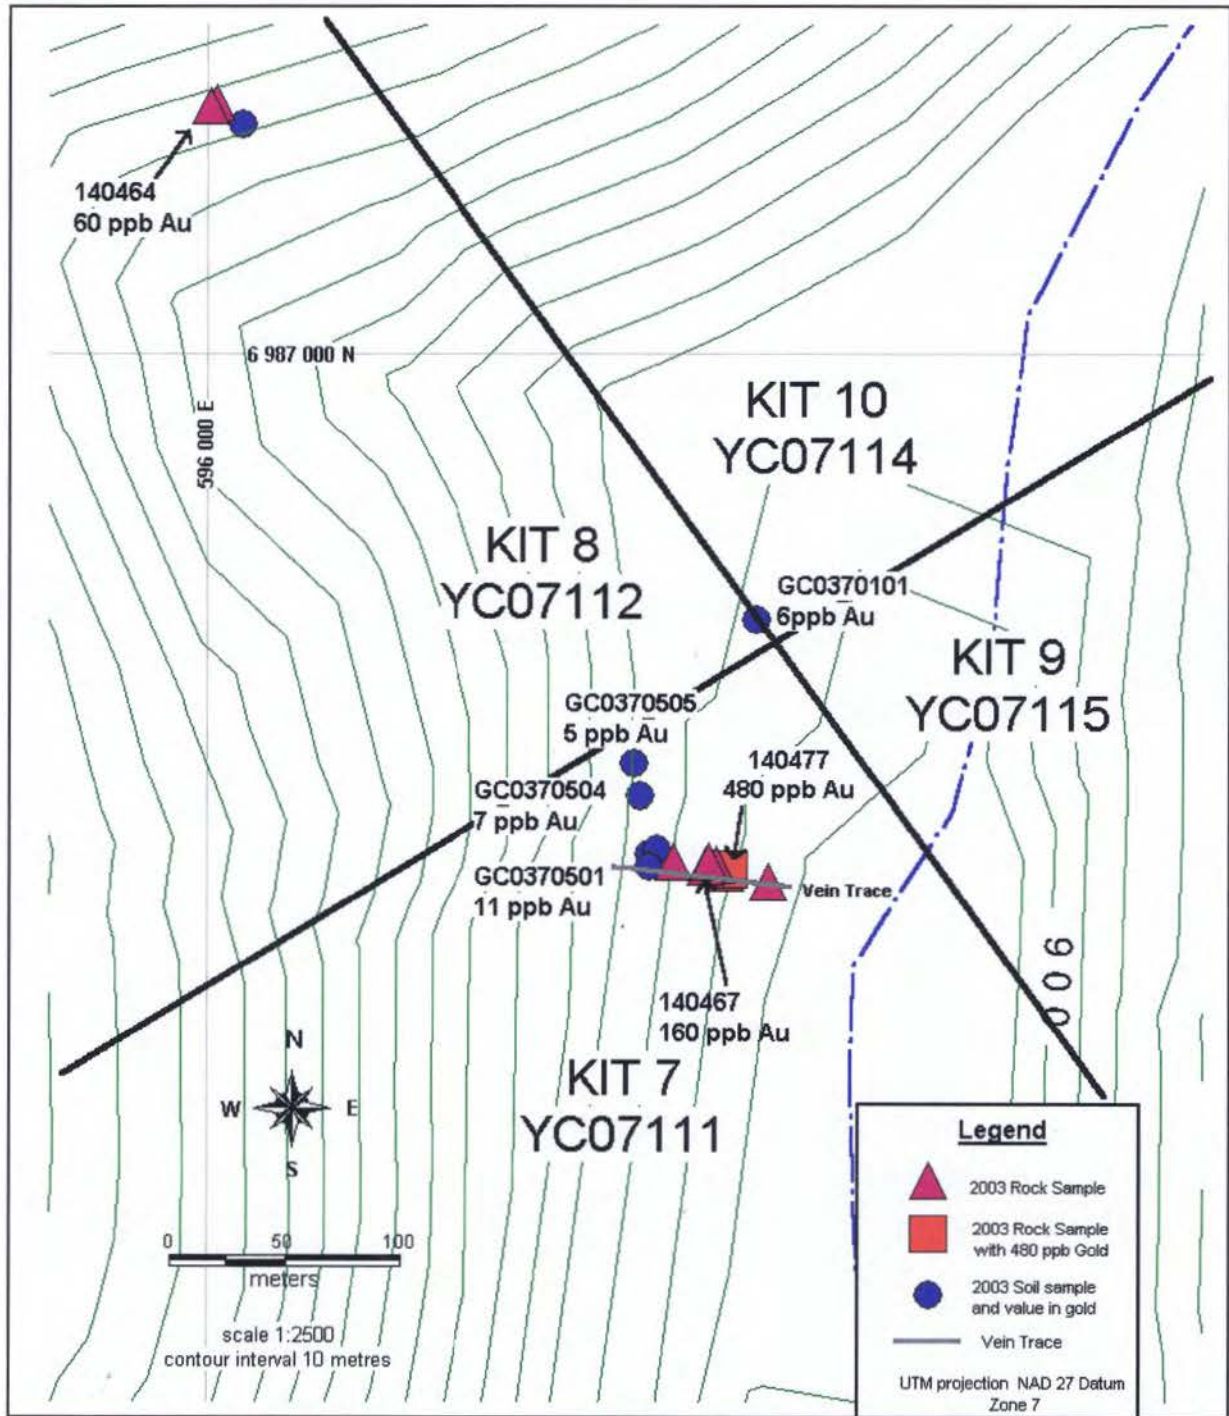 140464
60 ppb Au
6 987 000 N
596 000 E
KIT 10
YC07114
KIT 8
YC07112
GC0370101
6ppb Au
KIT 9
YC07115
GC0370505
5 ppb Au
140477
480 ppb Au
GC0370504
7 ppb Au
GC0370501
11 ppb Au
Vein Trace
900
140467
160 ppb Au
KIT 7
YC07111
N
W E
S
0 50 100
meters
scale 1:2500
contour interval 10 metres
Legend
2003 Rock Sample
2003 Rock Sample
with 480 ppb Gold
2003 Soil sample
and value in gold
Vein Trace
UTM projection NAD 27 Datum
Zone 7